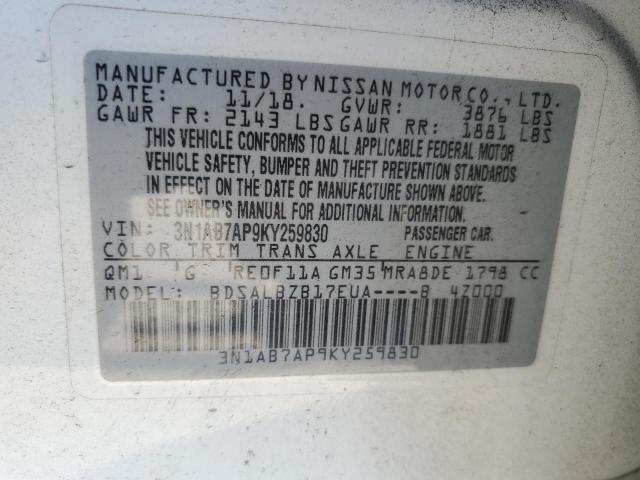 MANUFACTURED BY NISSAN MOTOR CO., LTD.
DATE: 11/18. GVWR: 3876 LBS
GAWR FR: 2143 LBS GAWR RR: 1881 LBS
THIS VEHICLE CONFORMS TO ALL APPLICABLE FEDERAL MOTOR
VEHICLE SAFETY, BUMPER AND THEFT PREVENTION STANDARDS
IN EFFECT ON THE DATE OF MANUFACTURE SHOWN ABOVE.
SEE OWNER'S MANUAL FOR ADDITIONAL INFORMATION.
VIN: 3N1AB7AP9KY259830 PASSENGER CAR.
COLOR TRIM TRANS AXLE ENGINE
QM1 G RE0F11A GM35 MRA8DE 1798 CC
MODEL: BDSALBZB17EUA----B 4Z000
3N1AB7AP9KY259830